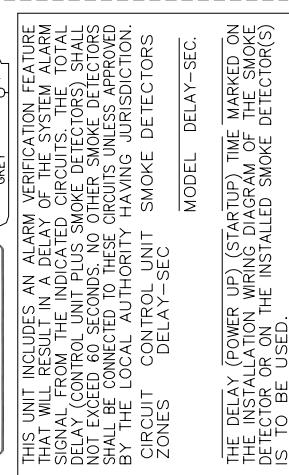 GREY
THIS UNIT INCLUDES AN ALARM VERIFICATION FEATURE
THAT WILL RESULT IN A DELAY OF THE SYSTEM ALARM
SIGNAL FROM THE INDICATED CIRCUITS. THE TOTAL
DELAY (CONTROL UNIT PLUS SMOKE DETECTORS) SHALL
NOT EXCEED 60 SECONDS. NO OTHER SMOKE DETECTORS
SHALL BE CONNECTED TO THESE CIRCUITS UNLESS APPROVED
BY THE LOCAL AUTHORITY HAVING JURISDICTION.
CIRCUIT CONTROL UNIT SMOKE DETECTORS
ZONES DELAY-SEC
MODEL DELAY-SEC.
THE DELAY (POWER UP) (STARTUP) TIME MARKED ON
THE INSTALLATION WIRING DIAGRAM OF THE SMOKE
DETECTOR OR ON THE INSTALLED SMOKE DETECTOR(S)
IS TO BE USED.